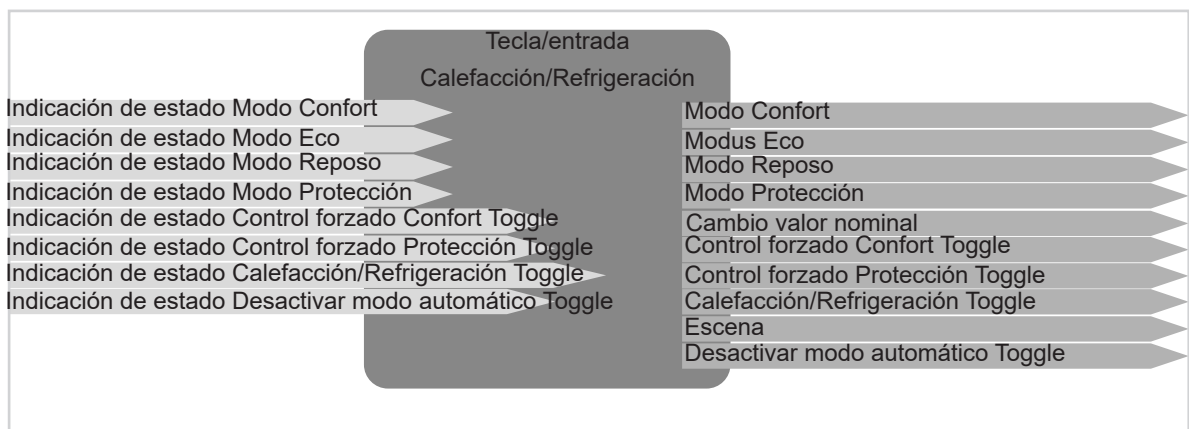 Tecla/entrada
Calefacción/Refrigeración
Indicación de estado Modo Confort
Indicación de estado Modo Eco
Indicación de estado Modo Reposo
Indicación de estado Modo Protección
Indicación de estado Control forzado Confort Toggle
Indicación de estado Control forzado Protección Toggle
Indicación de estado Calefacción/Refrigeración Toggle
Indicación de estado Desactivar modo automático Toggle
Modo Confort
Modus Eco
Modo Reposo
Modo Protección
Cambio valor nominal
Control forzado Confort Toggle
Control forzado Protección Toggle
Calefacción/Refrigeración Toggle
Escena
Desactivar modo automático Toggle